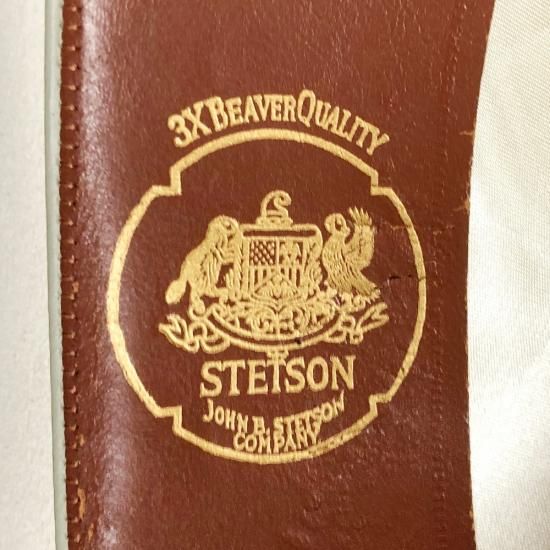 3X BEAVER QUALITY
STETSON
JOHN B. STETSON
COMPANY